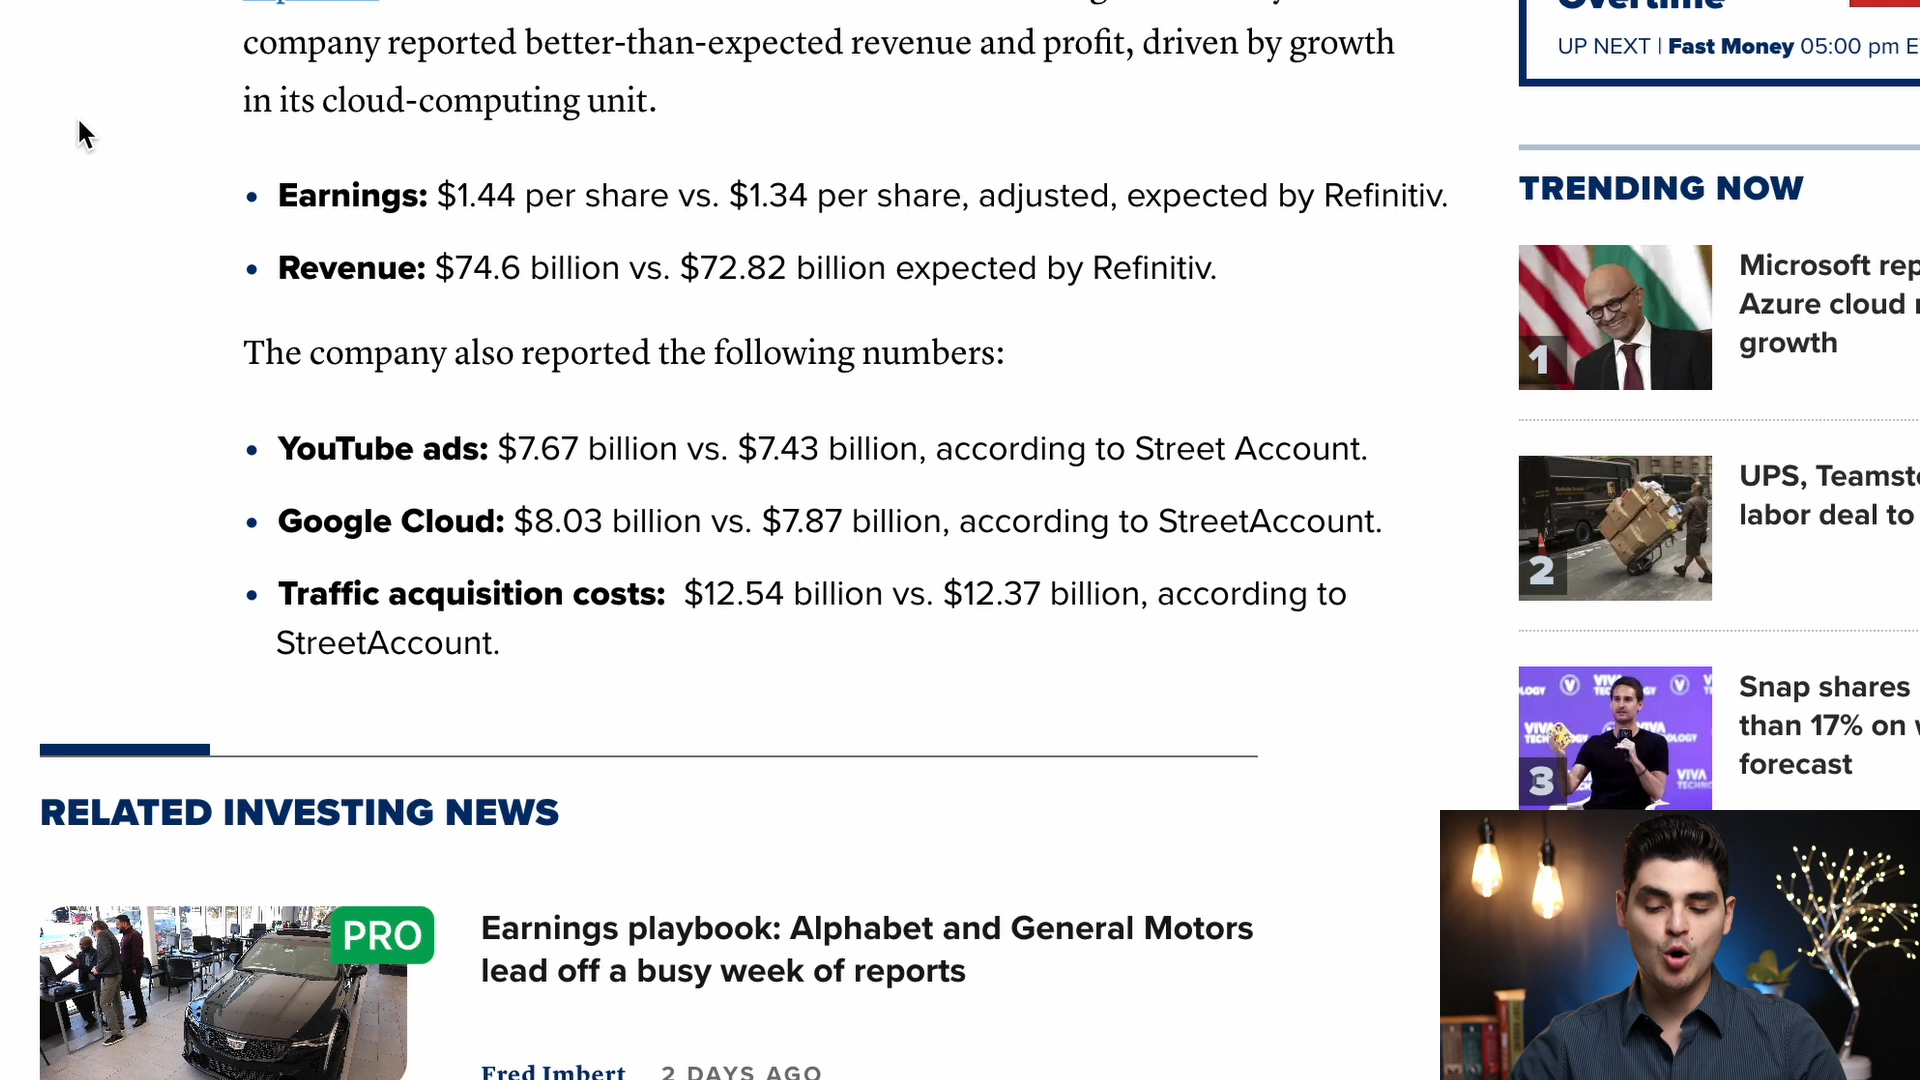 company reported better-than-expected revenue and profit, driven by growth
in its cloud-computing unit.
• Earnings: $1.44 per share vs. $1.34 per share, adjusted, expected by Refinitiv.
• Revenue: $74.6 billion vs. $72.82 billion expected by Refinitiv.
The company also reported the following numbers:
• YouTube ads: $7.67 billion vs. $7.43 billion, according to Street Account.
• Google Cloud: $8.03 billion vs. $7.87 billion, according to StreetAccount.
• Traffic acquisition costs: $12.54 billion vs. $12.37 billion, according to
StreetAccount.
RELATED INVESTING NEWS
PRO
Earnings playbook: Alphabet and General Motors
lead off a busy week of reports
Fred Imbert 2 DAYS AGO
Overtime
UP NEXT | Fast Money 05:00 pm E
TRENDING NOW
1
Microsoft rep
Azure cloud
growth
2
UPS, Teamst
labor deal to
3
Snap shares
than 17% on
forecast
VIVA